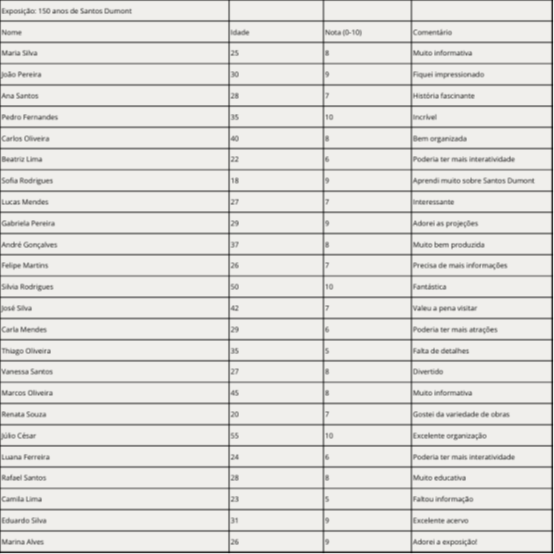 Exposição: 150 anos de Santos Dumont
Nome Idade Nota (0-10) Comentário
Maria Silva 25 8 Muito informativa
João Pereira 30 9 Fiquei impressionado
Ana Santos 28 7 História fascinante
Pedro Fernandes 35 10 Incrível
Carlos Oliveira 40 8 Bem organizada
Beatriz Lima 22 6 Poderia ter mais interatividade
Sofia Rodrigues 18 9 Aprendi muito sobre Santos Dumont
Lucas Mendes 27 7 Interessante
Gabriela Pereira 29 9 Adorei as projeções
André Gonçalves 37 8 Muito bem produzida
Felipe Martins 26 7 Precisa de mais informações
Silvia Rodrigues 50 10 Fantástica
José Silva 42 7 Valeu a pena visitar
Carla Mendes 29 6 Poderia ter mais atrações
Thiago Oliveira 35 5 Falta de detalhes
Vanessa Santos 27 8 Divertido
Marcos Oliveira 45 8 Muito informativa
Renata Souza 20 7 Gostei da variedade de obras
Júlio César 55 10 Excelente organização
Luana Ferreira 24 6 Poderia ter mais interatividade
Rafael Santos 28 8 Muito educativa
Camila Lima 23 5 Faltou informação
Eduardo Silva 31 9 Excelente acervo
Marina Alves 26 9 Adorei a exposição!